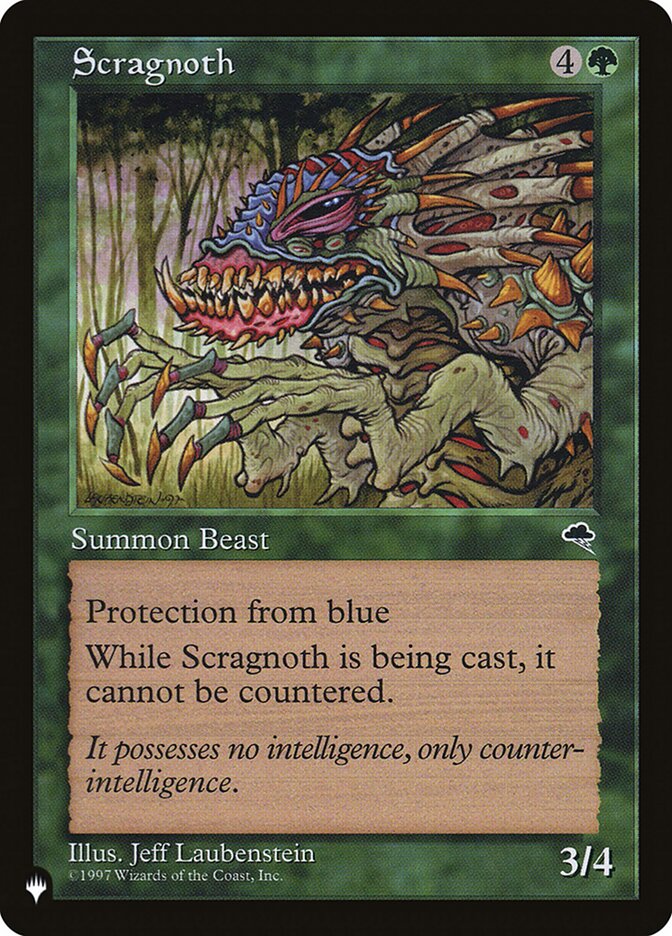 Scragnoth
4
Summon Beast
Protection from blue
While Scragnoth is being cast, it
cannot be countered.
It possesses no intelligence, only counter-
intelligence.
Illus. Jeff Laubenstein
©1997 Wizards of the Coast, Inc.
3/4